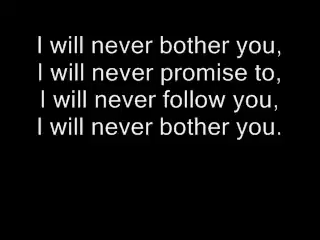 I will never bother you,
I will never promise to,
I will never follow you,
I will never bother you.